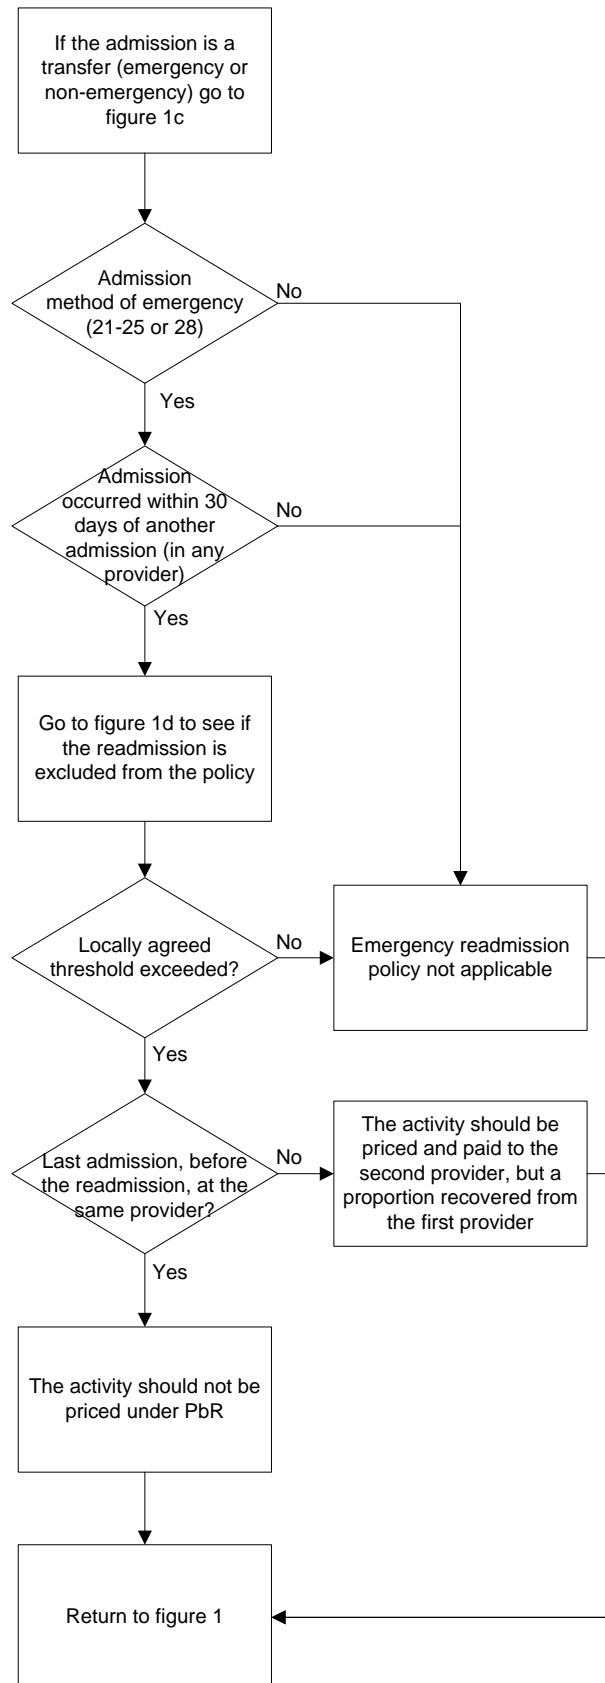 If the admission is a
transfer (emergency or
non-emergency) go to
figure 1c
Admission
method of emergency
(21-25 or 28)
No
Yes
Admission
occurred within 30
days of another
admission (in any
provider)
No
Yes
Go to figure 1d to see if
the readmission is
excluded from the policy
Locally agreed
threshold exceeded?
No
Emergency readmission
policy not applicable
Yes
Last admission, before
the readmission, at the
same provider?
No
The activity should be
priced and paid to the
second provider, but a
proportion recovered from
the first provider
Yes
The activity should not be
priced under PbR
Return to figure 1